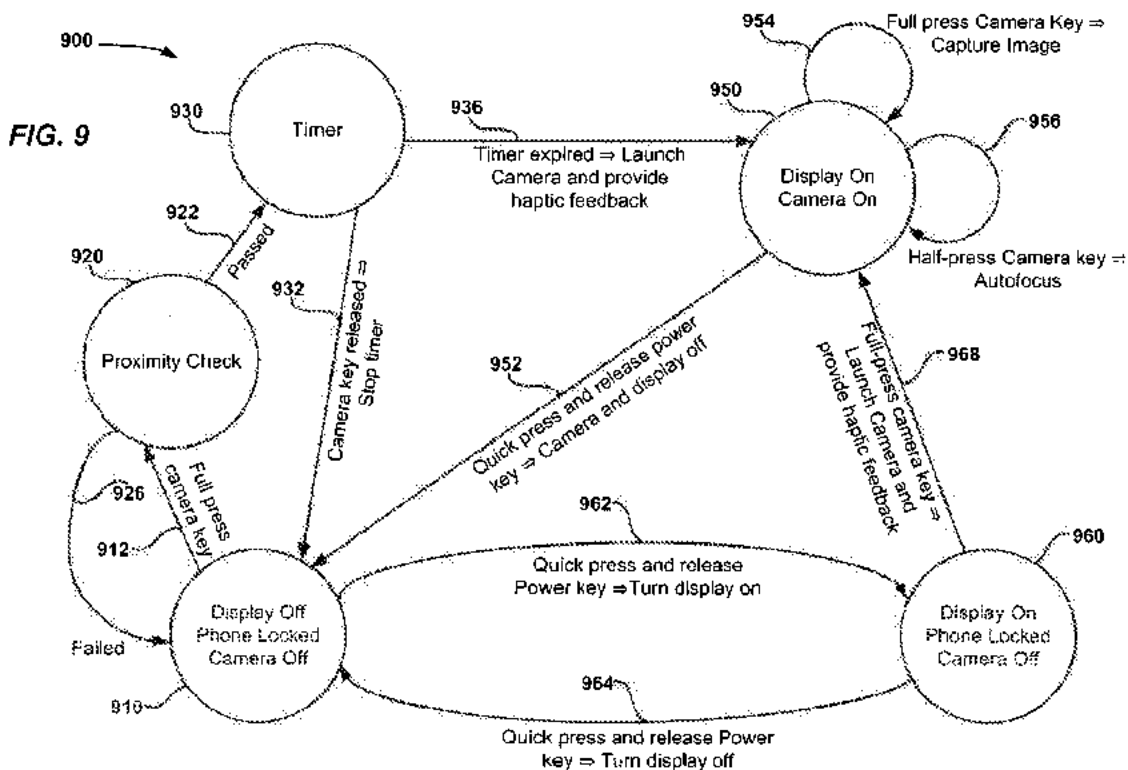 900
FIG. 9
930
Timer
936
Timer expired ⇒ Launch
Camera and provide
haptic feedback
954
Full press Camera Key ⇒
Capture Image
950
Display On
Camera On
956
Half-press Camera key ⇒
Autofocus
922
Passed
920
Proximity Check
932
Camera key released ⇒
Stop timer
952
Quick press and release power
key ⇒ Camera and display off
968
Full-press camera key ⇒
Launch Camera and
provide haptic feedback
926
912
Full press
camera key
Failed
Display Off
Phone Locked
Camera Off
910
962
Quick press and release
Power key ⇒Turn display on
960
Display On
Phone Locked
Camera Off
964
Quick press and release Power
key ⇒ Turn display off